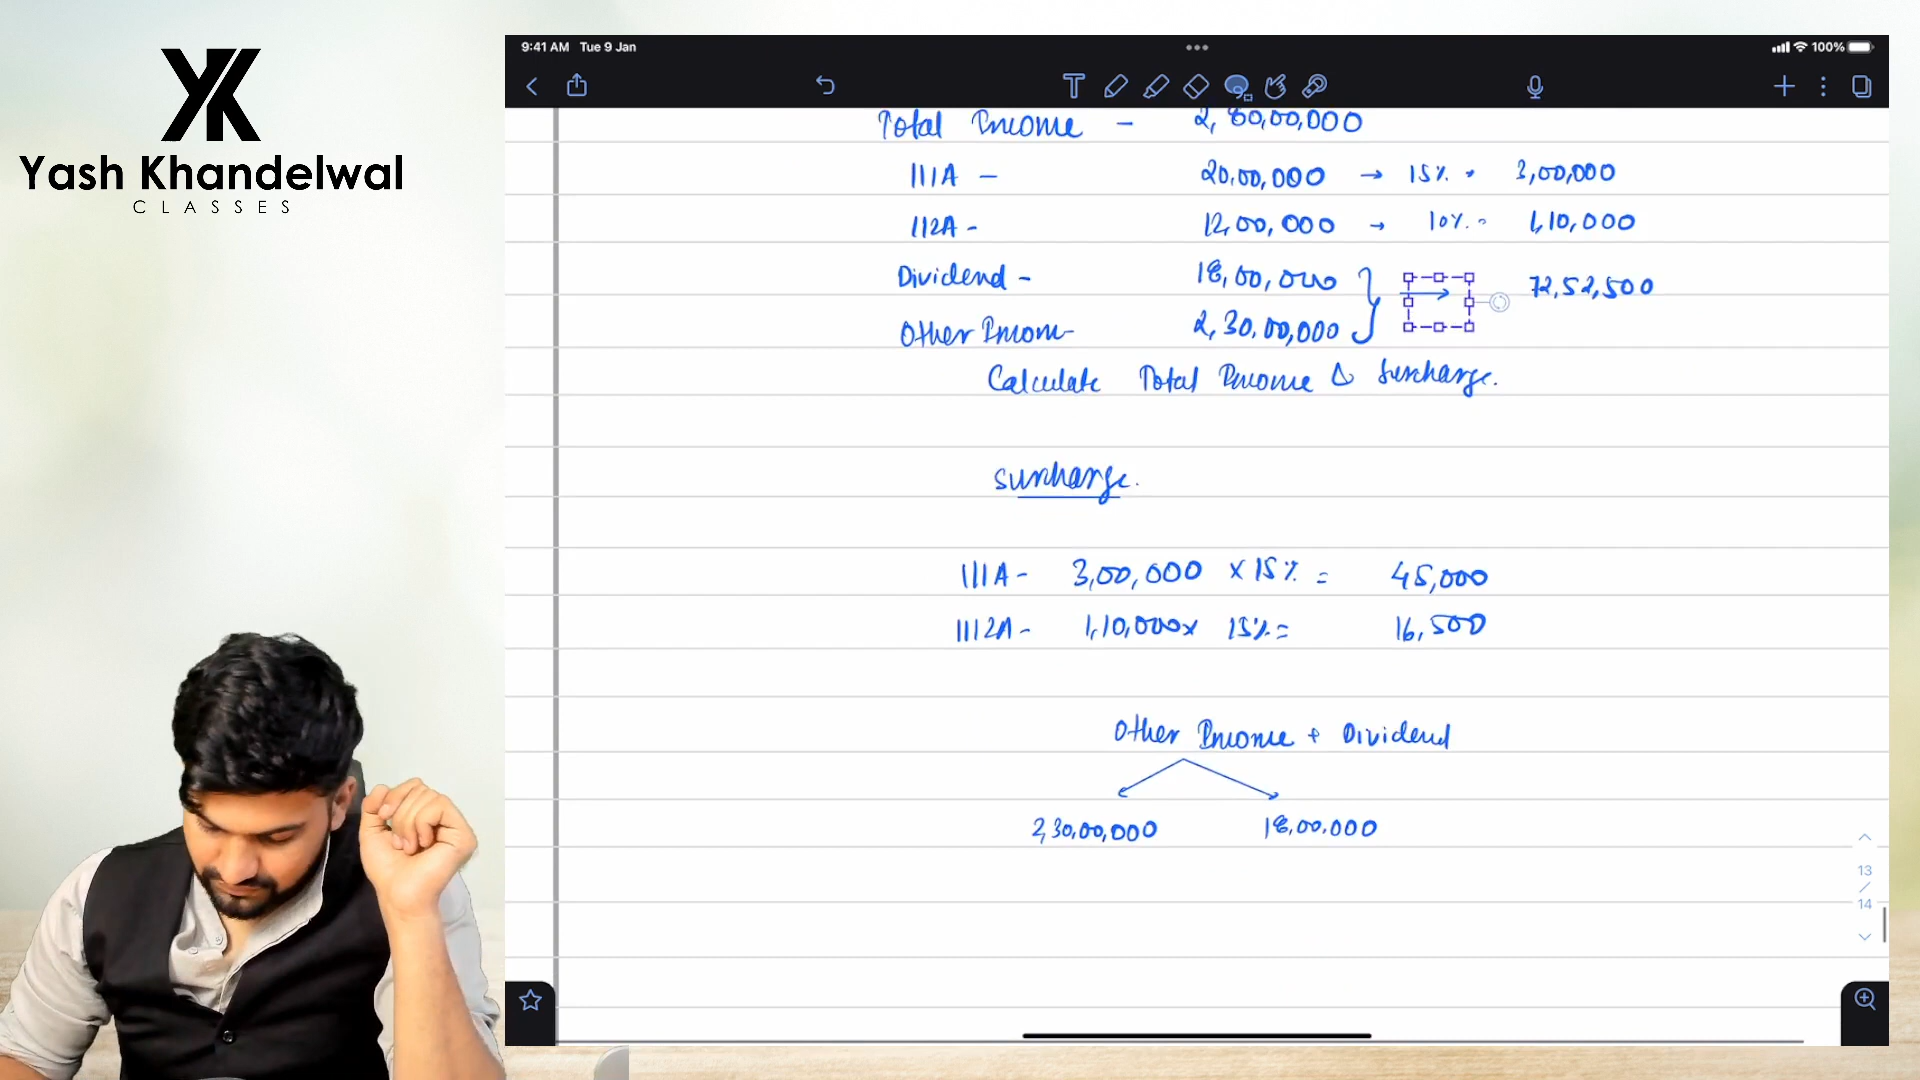 YK
Yash Khandelwal
CLASSES
9:41 AM Tue 9 Jan
100%
Total Income - 2,80,00,000
111A - 20,00,000 → 15% = 3,00,000
112A - 12,00,000 → 10% = 1,10,000
Dividend - 18,00,000
72,52,500
Other Income - 2,30,00,000
Calculate Total Income & Surcharge.
Surcharge.
111A - 3,00,000 x 15% = 45,000
1112A - 1,10,000 x 15% = 16,500
Other Income + Dividend
2,30,00,000 18,00,000
13
/
14